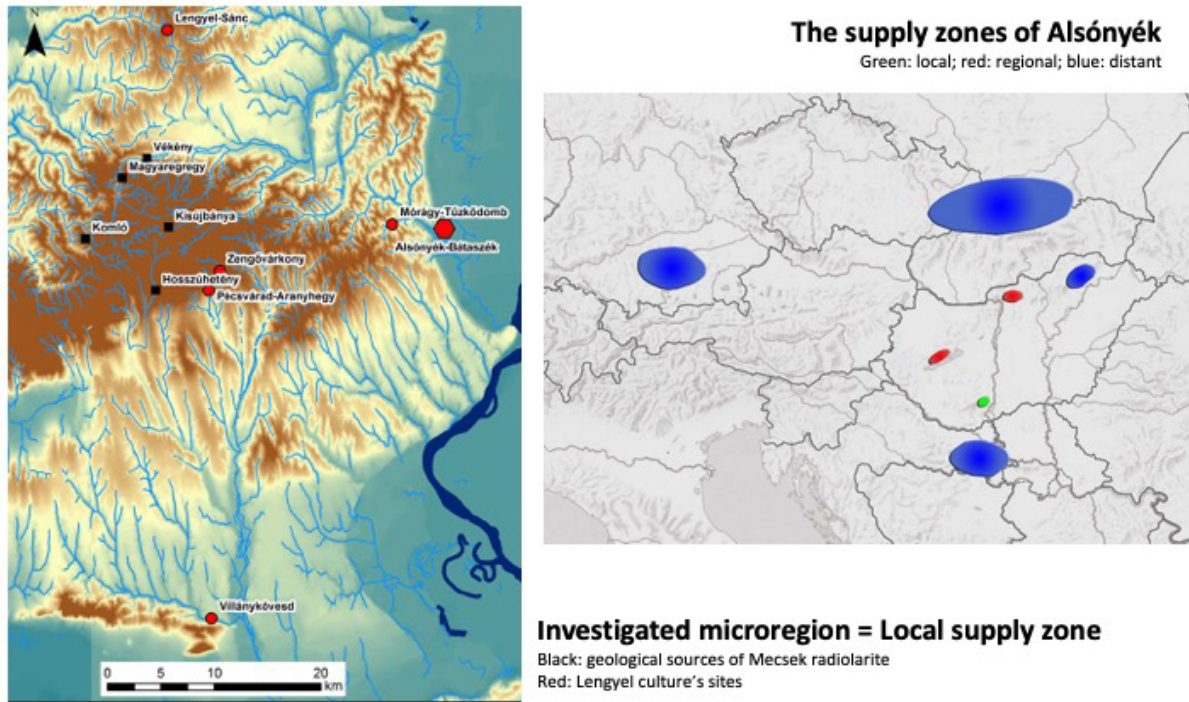 N
Lengyel-Sánc
Vékény
Magyaregregy
Kisújbánya
Komló
Mórágy-Tűzkődomb
Alsónyék-Bátaszék
Zengővárkony
Hosszúhetény
Pécsvárad-Aranyhegy
Villánykövesd
0 5 10 20
km
The supply zones of Alsónyék
Green: local; red: regional; blue: distant
Investigated microregion = Local supply zone
Black: geological sources of Mecsek radiolarite
Red: Lengyel culture's sites